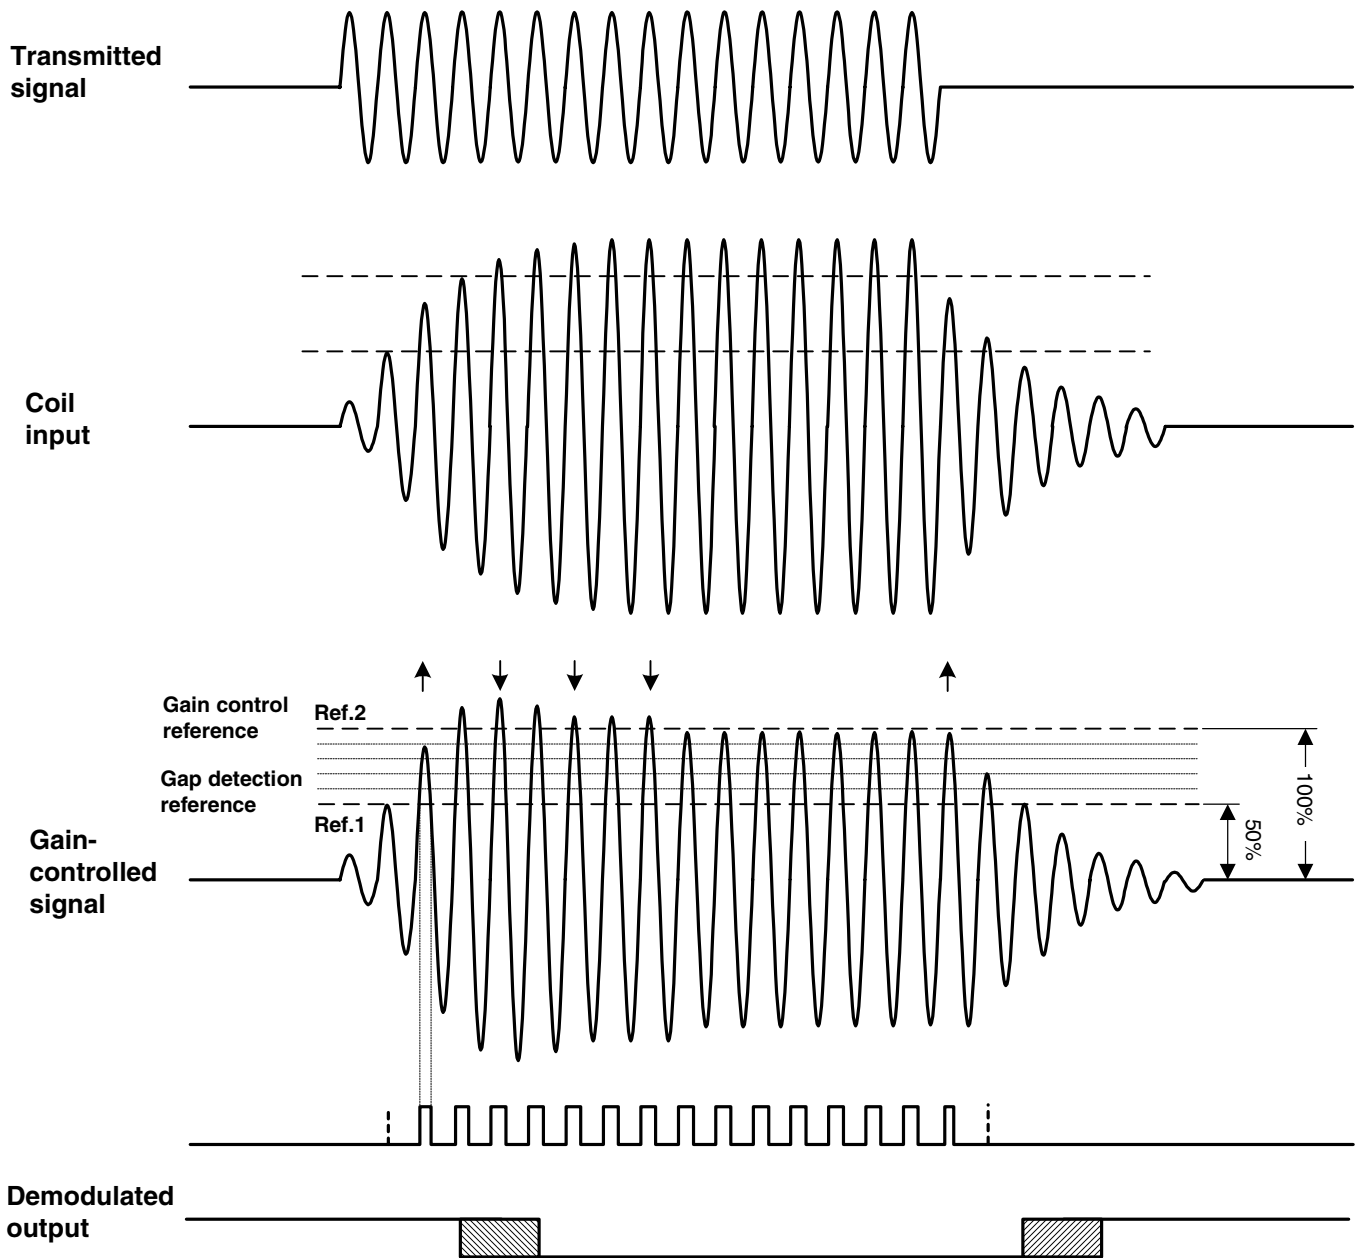 Transmitted
signal
Coil
input
Gain control
reference
Ref.2
Gap detection
reference
Ref.1
100%
50%
Gain-
controlled
signal
Demodulated
output